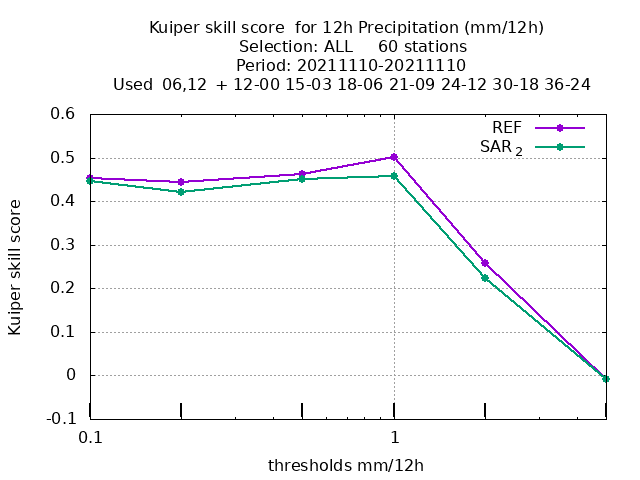 Kuiper skill score  for 12h Precipitation (mm/12h)
Selection: ALL     60 stations
Period: 20211110-20211110
Used  06,12  + 12-00 15-03 18-06 21-09 24-12 30-18 36-24
REF
SAR 2
0.6
0.5
0.4
0.3
0.2
0.1
0
-0.1
Kuiper skill score
0.1
1
thresholds mm/12h